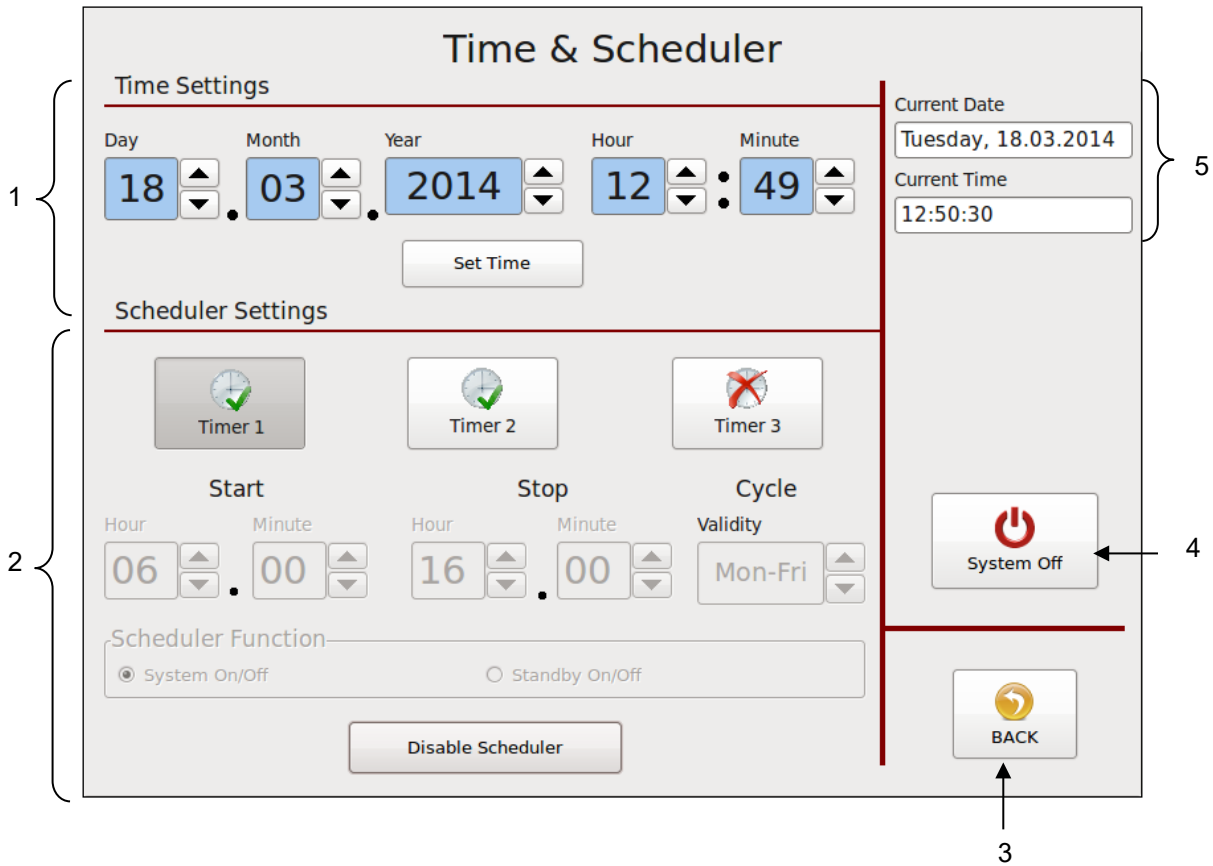 Time & Scheduler
Time Settings
Day Month Year Hour Minute
18 . 03 . 2014 12 : 49
Set Time
Current Date
Tuesday, 18.03.2014
Current Time
12:50:30
1
5
Scheduler Settings
Timer 1 Timer 2 Timer 3
Start Stop Cycle
Hour Minute Hour Minute Validity
06 . 00 16 . 00 Mon-Fri
Scheduler Function
System On/Off Standby On/Off
Disable Scheduler
2
System Off
4
BACK
3